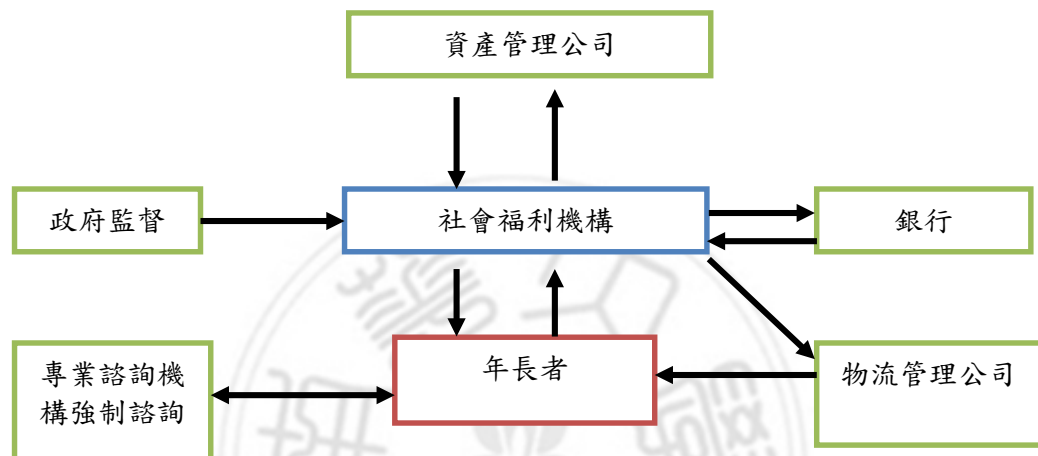 資產管理公司
政府監督
社會福利機構
銀行
專業諮詢機
構強制諮詢
年長者
物流管理公司